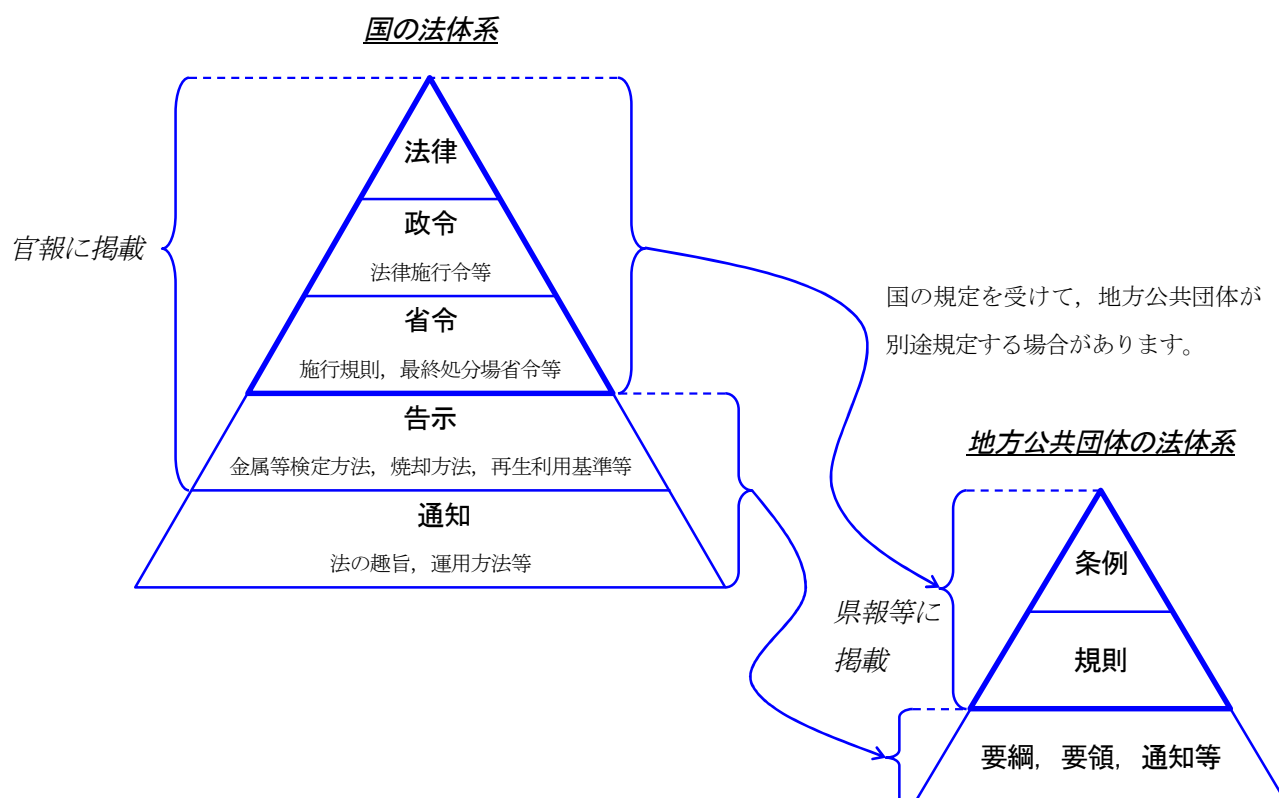 国の法体系
法律
政令
法律施行令等
官報に掲載
省令
施行規則，最終処分場省令等
告示
金属等検定方法，焼却方法，再生利用基準等
通知
法の趣旨，運用方法等
国の規定を受けて，地方公共団体が
別途規定する場合があります。
地方公共団体の法体系
条例
県報等に
掲載
規則
要綱，要領，通知等